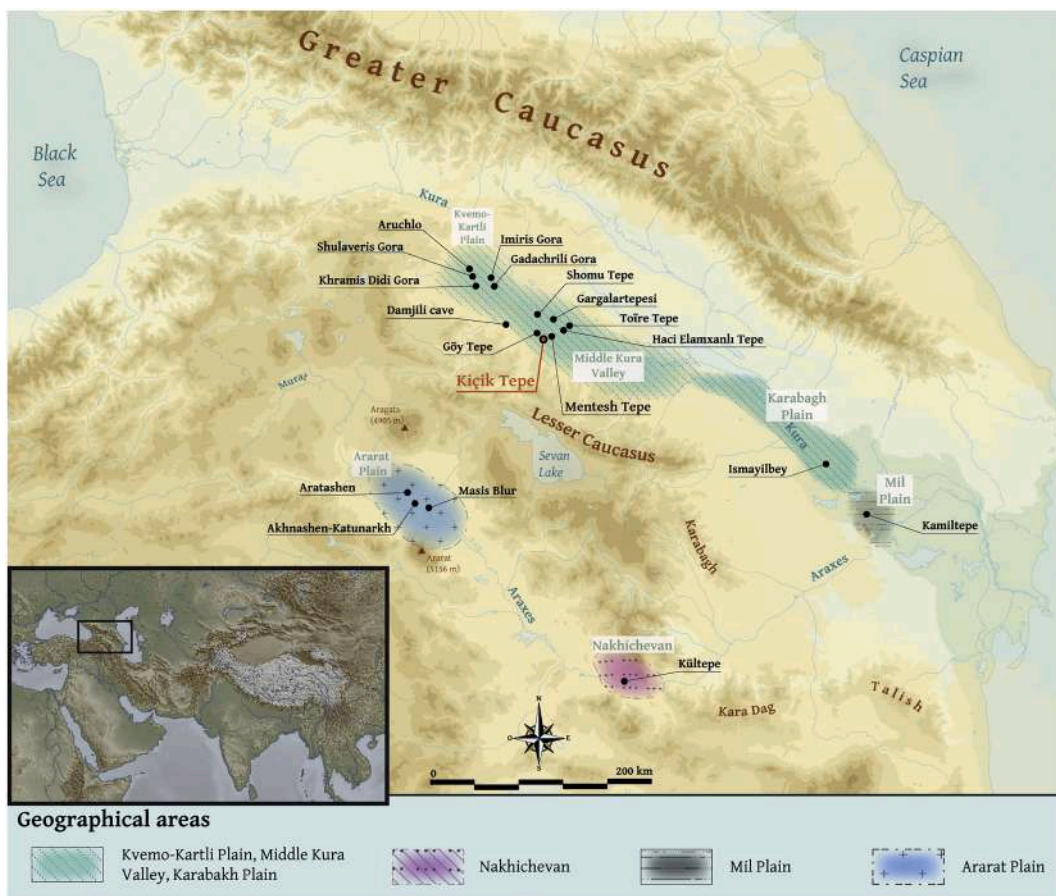 Greater Caucasus
Caspian
Sea
Black
Sea
Kura
Kvemo-
Kartli
Plain
Aruchlo
Imiris Gora
Shulaveris Gora
Gadachrili Gora
Khramis Didi Gora
Shomu Tepe
Gargalartepesi
Damjili cave
Toïre Tepe
Göy Tepe
Haci Elamxanlı Tepe
Middle Kura
Valley
Kiçik Tepe
Mentesh Tepe
Karabagh
Plain
Kura
Aragats
(4905 m)
Lesser Caucasus
Sevan
Lake
Ararat
Plain
Ismayilbey
Mil
Plain
Aratashen
Masis Blur
Kamiltepe
Akhnashen-Katunarkh
Ararat
(5156 m)
Karabagh
Araxes
Araxes
Nakhichevan
Kültepe
Talish
Kara Dag
N
O
E
S
0
200 km
Geographical areas
Kvemo-Kartli Plain, Middle Kura
Valley, Karabakh Plain
Nakhichevan
Mil Plain
Ararat Plain